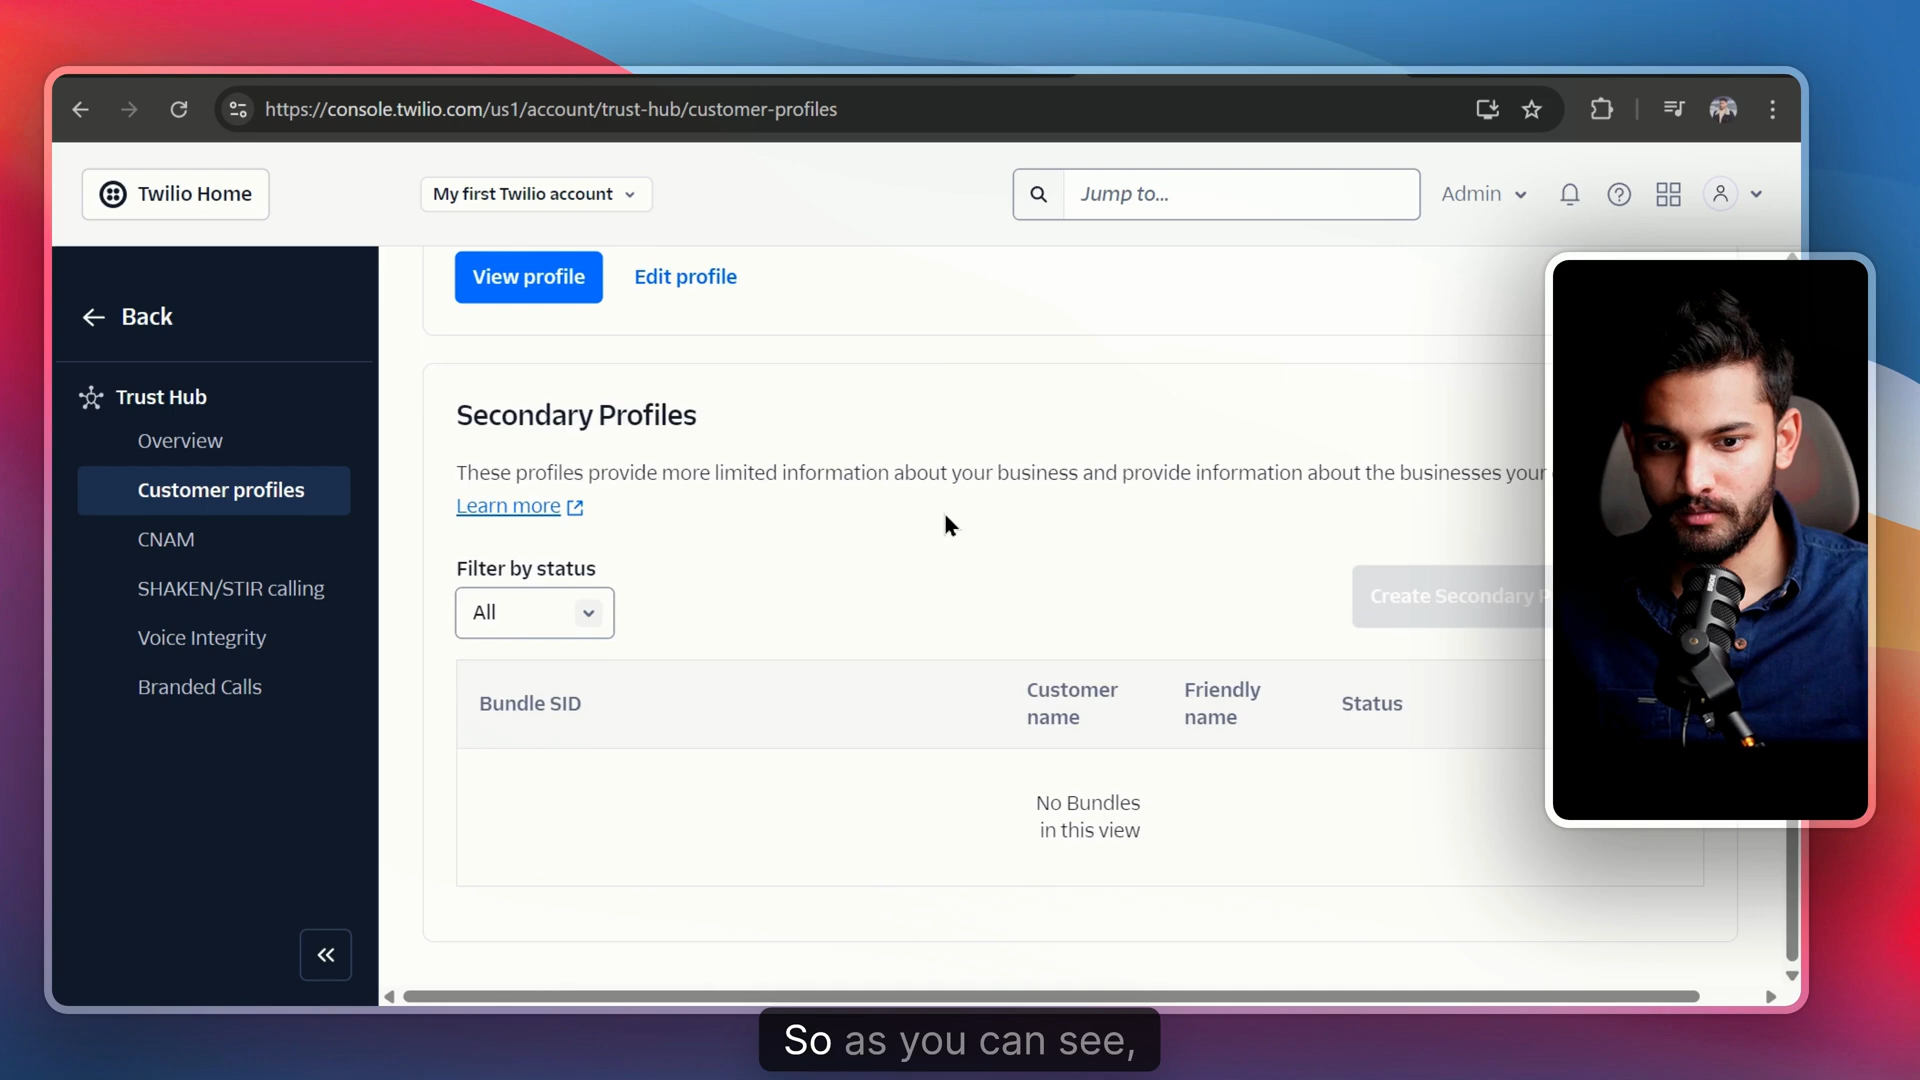 https://console.twilio.com/us1/account/trust-hub/customer-profiles
Twilio Home
My first Twilio account
Jump to...
Admin
View profile
Edit profile
Back
Trust Hub
Overview
Customer profiles
CNAM
SHAKEN/STIR calling
Voice Integrity
Branded Calls
Secondary Profiles
These profiles provide more limited information about your business and provide information about the businesses your
Learn more
Filter by status
All
Create Secondary
Bundle SID
Customer name
Friendly name
Status
No Bundles
in this view
So as you can see,